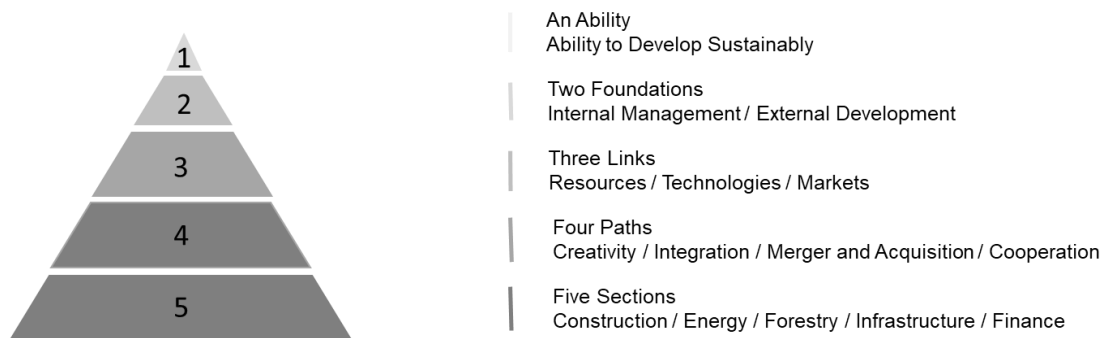 1
An Ability
Ability to Develop Sustainably
2
Two Foundations
Internal Management / External Development
3
Three Links
Resources / Technologies / Markets
4
Four Paths
Creativity / Integration / Merger and Acquisition / Cooperation
5
Five Sections
Construction / Energy / Forestry / Infrastructure / Finance